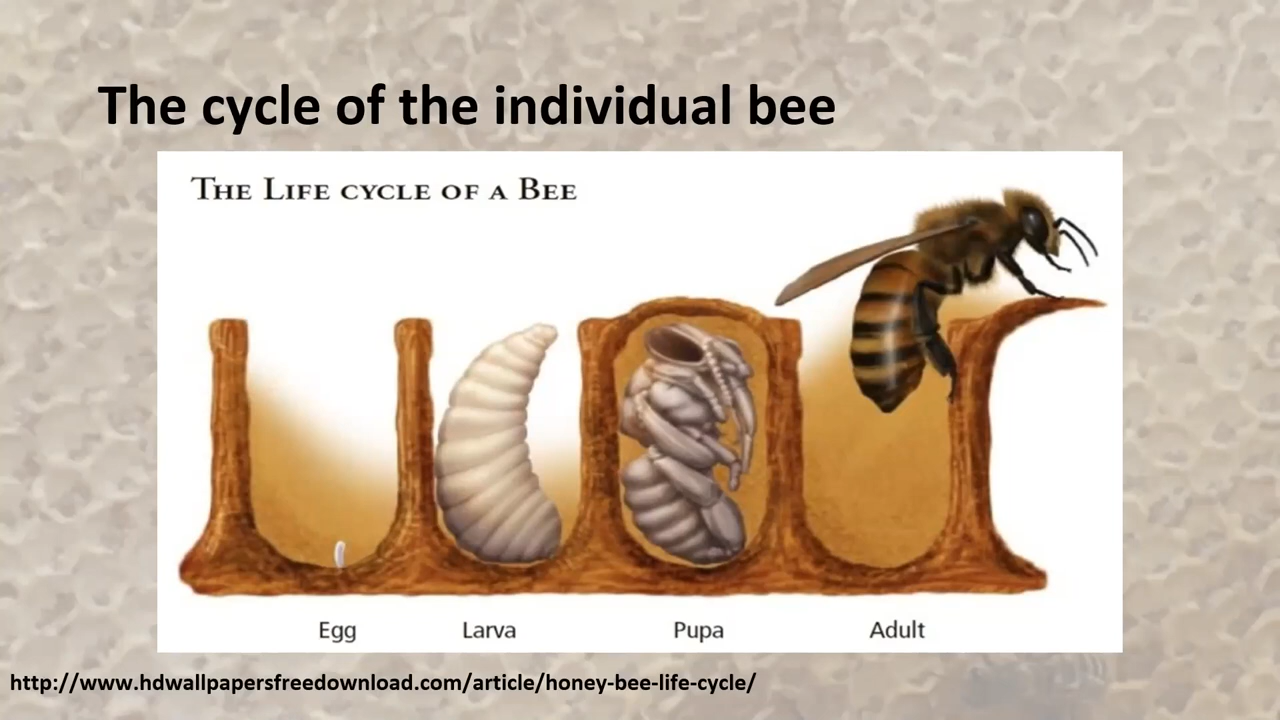 The cycle of the individual bee
The Life cycle of a Bee
Egg Larva Pupa Adult
http://www.hdwallpapersfreedownload.com/article/honey-bee-life-cycle/